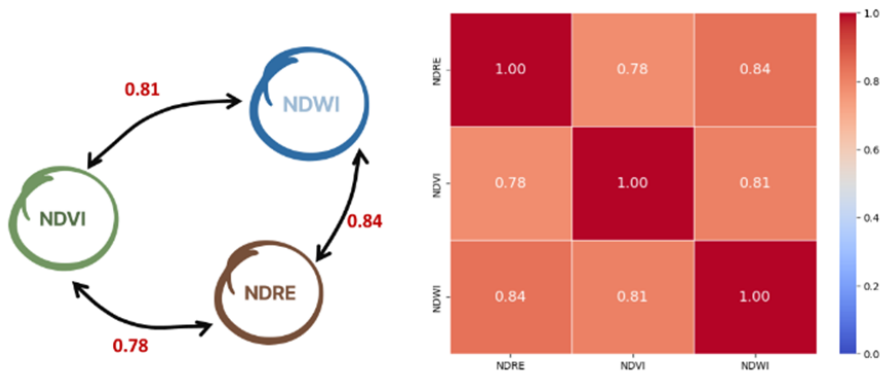 0.81
NDWI
NDVI
0.84
NDRE
0.78
NDRE
1.00 0.78 0.84
NDVI
0.78 1.00 0.81
NDWI
0.84 0.81 1.00
NDRE NDVI NDWI
1.0
0.8
0.6
0.4
0.2
0.0